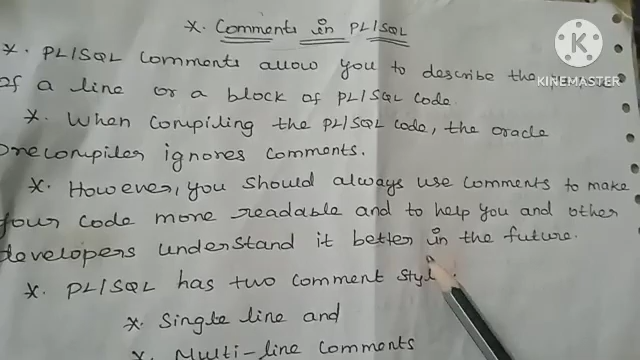 * Comments in PL/SQL
* PL/SQL comments allow you to describe the
of a line or a block of PL/SQL code.
* When compiling the PL/SQL code, the oracle
precompiler ignores comments.
* However, you should always use comments to make
your code more readable and to help you and other
developers understand it better in the future.
* PL/SQL has two comment styl
* Single line and
* Multi-line comments
KINEMASTER